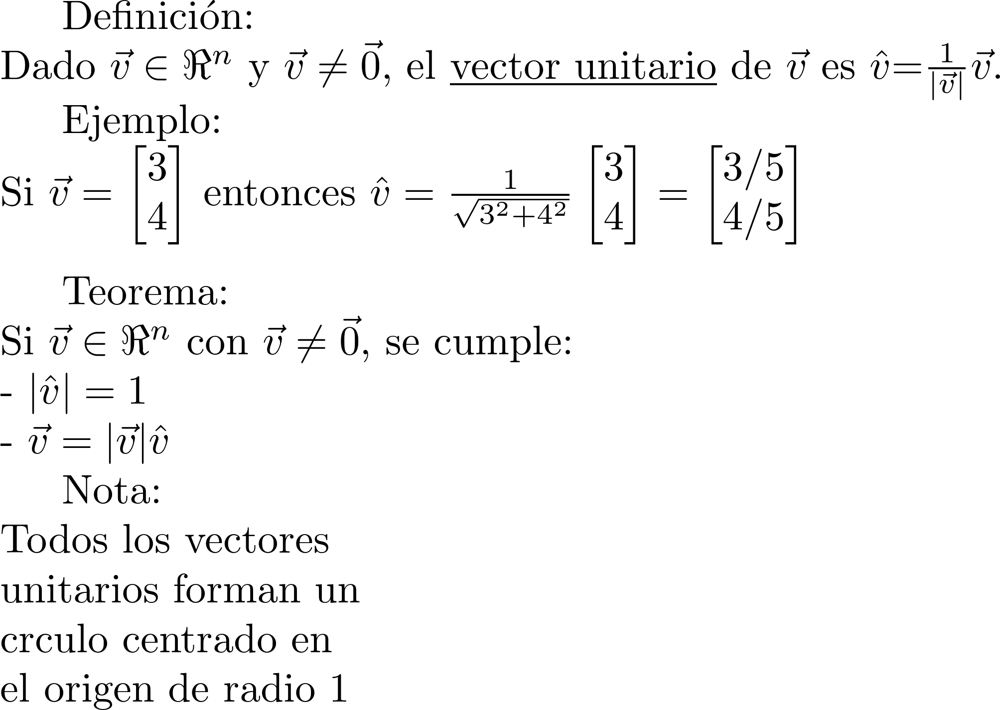 Definición:
Dado $\vec{v} \in \Re^n$ y $\vec{v} \neq \vec{0}$, el vector unitario de $\vec{v}$ es $\hat{v}=\frac{1}{|\vec{v}|}\vec{v}$.
Ejemplo:
Si $\vec{v} = \begin{bmatrix} 3 \\ 4 \end{bmatrix}$ entonces $\hat{v} = \frac{1}{\sqrt{3^2+4^2}} \begin{bmatrix} 3 \\ 4 \end{bmatrix} = \begin{bmatrix} 3/5 \\ 4/5 \end{bmatrix}$
Teorema:
Si $\vec{v} \in \Re^n$ con $\vec{v} \neq \vec{0}$, se cumple:
- $|\hat{v}| = 1$
- $\vec{v} = |\vec{v}|\hat{v}$
Nota:
Todos los vectores
unitarios forman un
crculo centrado en
el origen de radio 1